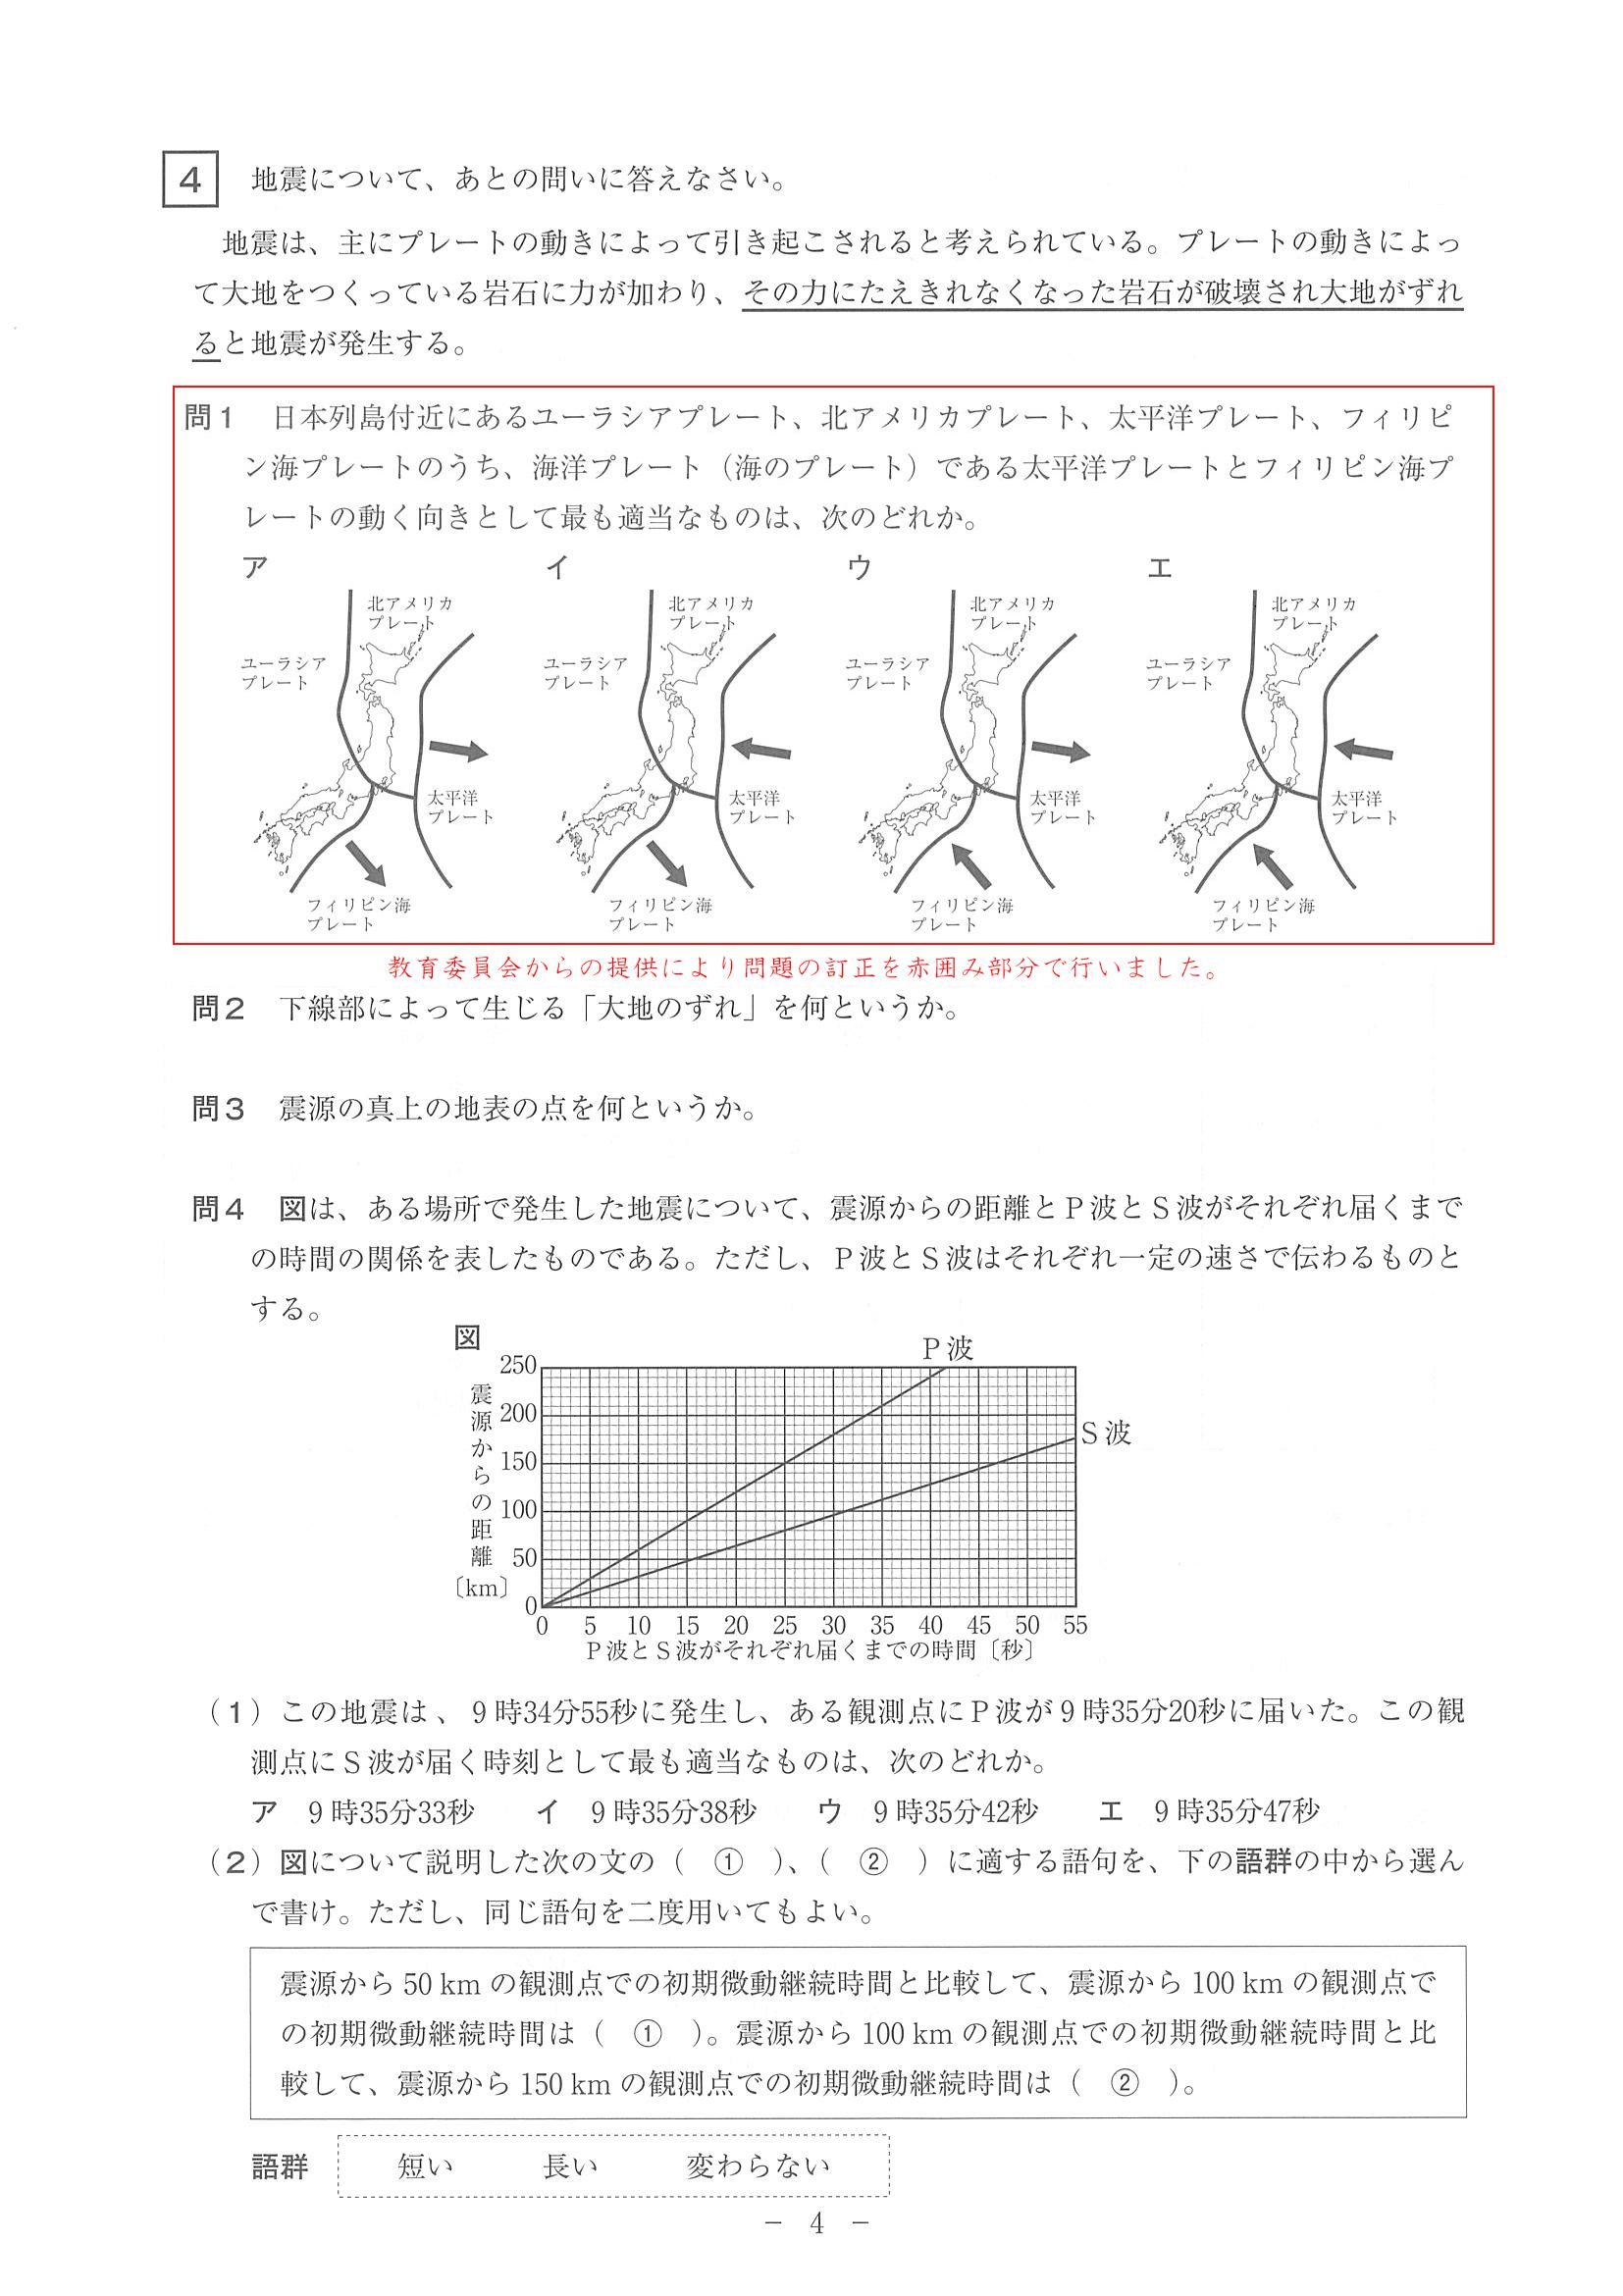 4 地震について、あとの問いに答えなさい。
地震は、主にプレートの動きによって引き起こされると考えられている。プレートの動きによっ
て大地をつくっている岩石に力が加わり、その力にたえきれなくなった岩石が破壊され大地がずれ
ると地震が発生する。
問1 日本列島付近にあるユーラシアプレート、北アメリカプレート、太平洋プレート、フィリピ
ン海プレートのうち、海洋プレート（海のプレート）である太平洋プレートとフィリピン海プ
レートの動く向きとして最も適当なものは、次のどれか。
ア
北アメリカ
プレート
ユーラシア
プレート
太平洋
プレート
フィリピン海
プレート
イ
北アメリカ
プレート
ユーラシア
プレート
太平洋
プレート
フィリピン海
プレート
ウ
北アメリカ
プレート
ユーラシア
プレート
太平洋
プレート
フィリピン海
プレート
エ
北アメリカ
プレート
ユーラシア
プレート
太平洋
プレート
フィリピン海
プレート
教育委員会からの提供により問題の訂正を赤囲み部分で行いました。
問2 下線部によって生じる「大地のずれ」を何というか。
問3 震源の真上の地表の点を何というか。
問4 図は、ある場所で発生した地震について、震源からの距離とP波とS波がそれぞれ届くまで
の時間の関係を表したものである。ただし、P波とS波はそれぞれ一定の速さで伝わるものと
する。
図
P波
S波
震源からの距離
〔km〕
250
200
150
100
50
0
0 5 10 15 20 25 30 35 40 45 50 55
P波とS波がそれぞれ届くまでの時間〔秒〕
（1）この地震は、9時34分55秒に発生し、ある観測点にP波が9時35分20秒に届いた。この観
測点にS波が届く時刻として最も適当なものは、次のどれか。
ア 9時35分33秒 イ 9時35分38秒 ウ 9時35分42秒 エ 9時35分47秒
（2）図について説明した次の文の（ ① ）、（ ② ）に適する語句を、下の語群の中から選ん
で書け。ただし、同じ語句を二度用いてもよい。
震源から 50 km の観測点での初期微動継続時間と比較して、震源から 100 km の観測点で
の初期微動継続時間は（ ① ）。震源から 100 km の観測点での初期微動継続時間と比
較して、震源から 150 km の観測点での初期微動継続時間は（ ② ）。
語群 短い 長い 変わらない
－ 4 －